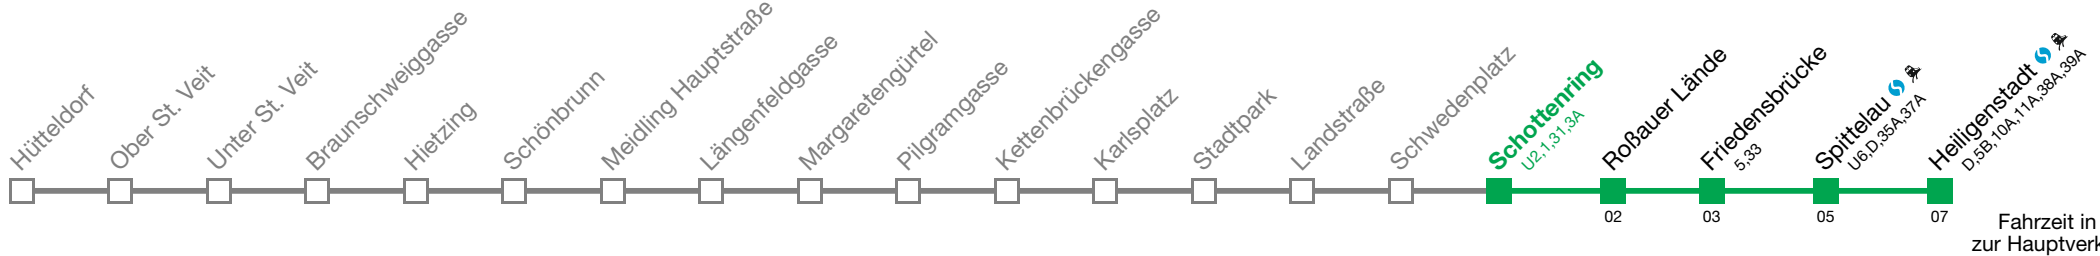 Hütteldorf
Ober St. Veit
Unter St. Veit
Braunschweiggasse
Hietzing
Schönbrunn
Meidling Hauptstraße
Längenfeldgasse
Margaretengürtel
Pilgramgasse
Kettenbrückengasse
Karlsplatz
Stadtpark
Landstraße
Schwedenplatz
Schottenring
U2,1,31,3A
Roßauer Lände
Friedensbrücke
5,33
Spittelau
U6,D,35A,37A
Heiligenstadt
D,5B,10A,11A,38A,39A
02
03
05
07
Fahrzeit in
zur Hauptverk